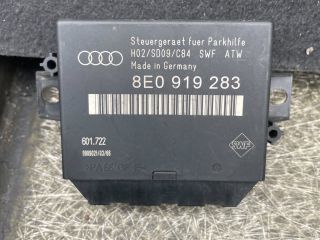 Steuergeraet fuer Parkhilfe
H02/SD09/C84 SWF ATW
Made in Germany
8E0 919 283
601.722
SWF